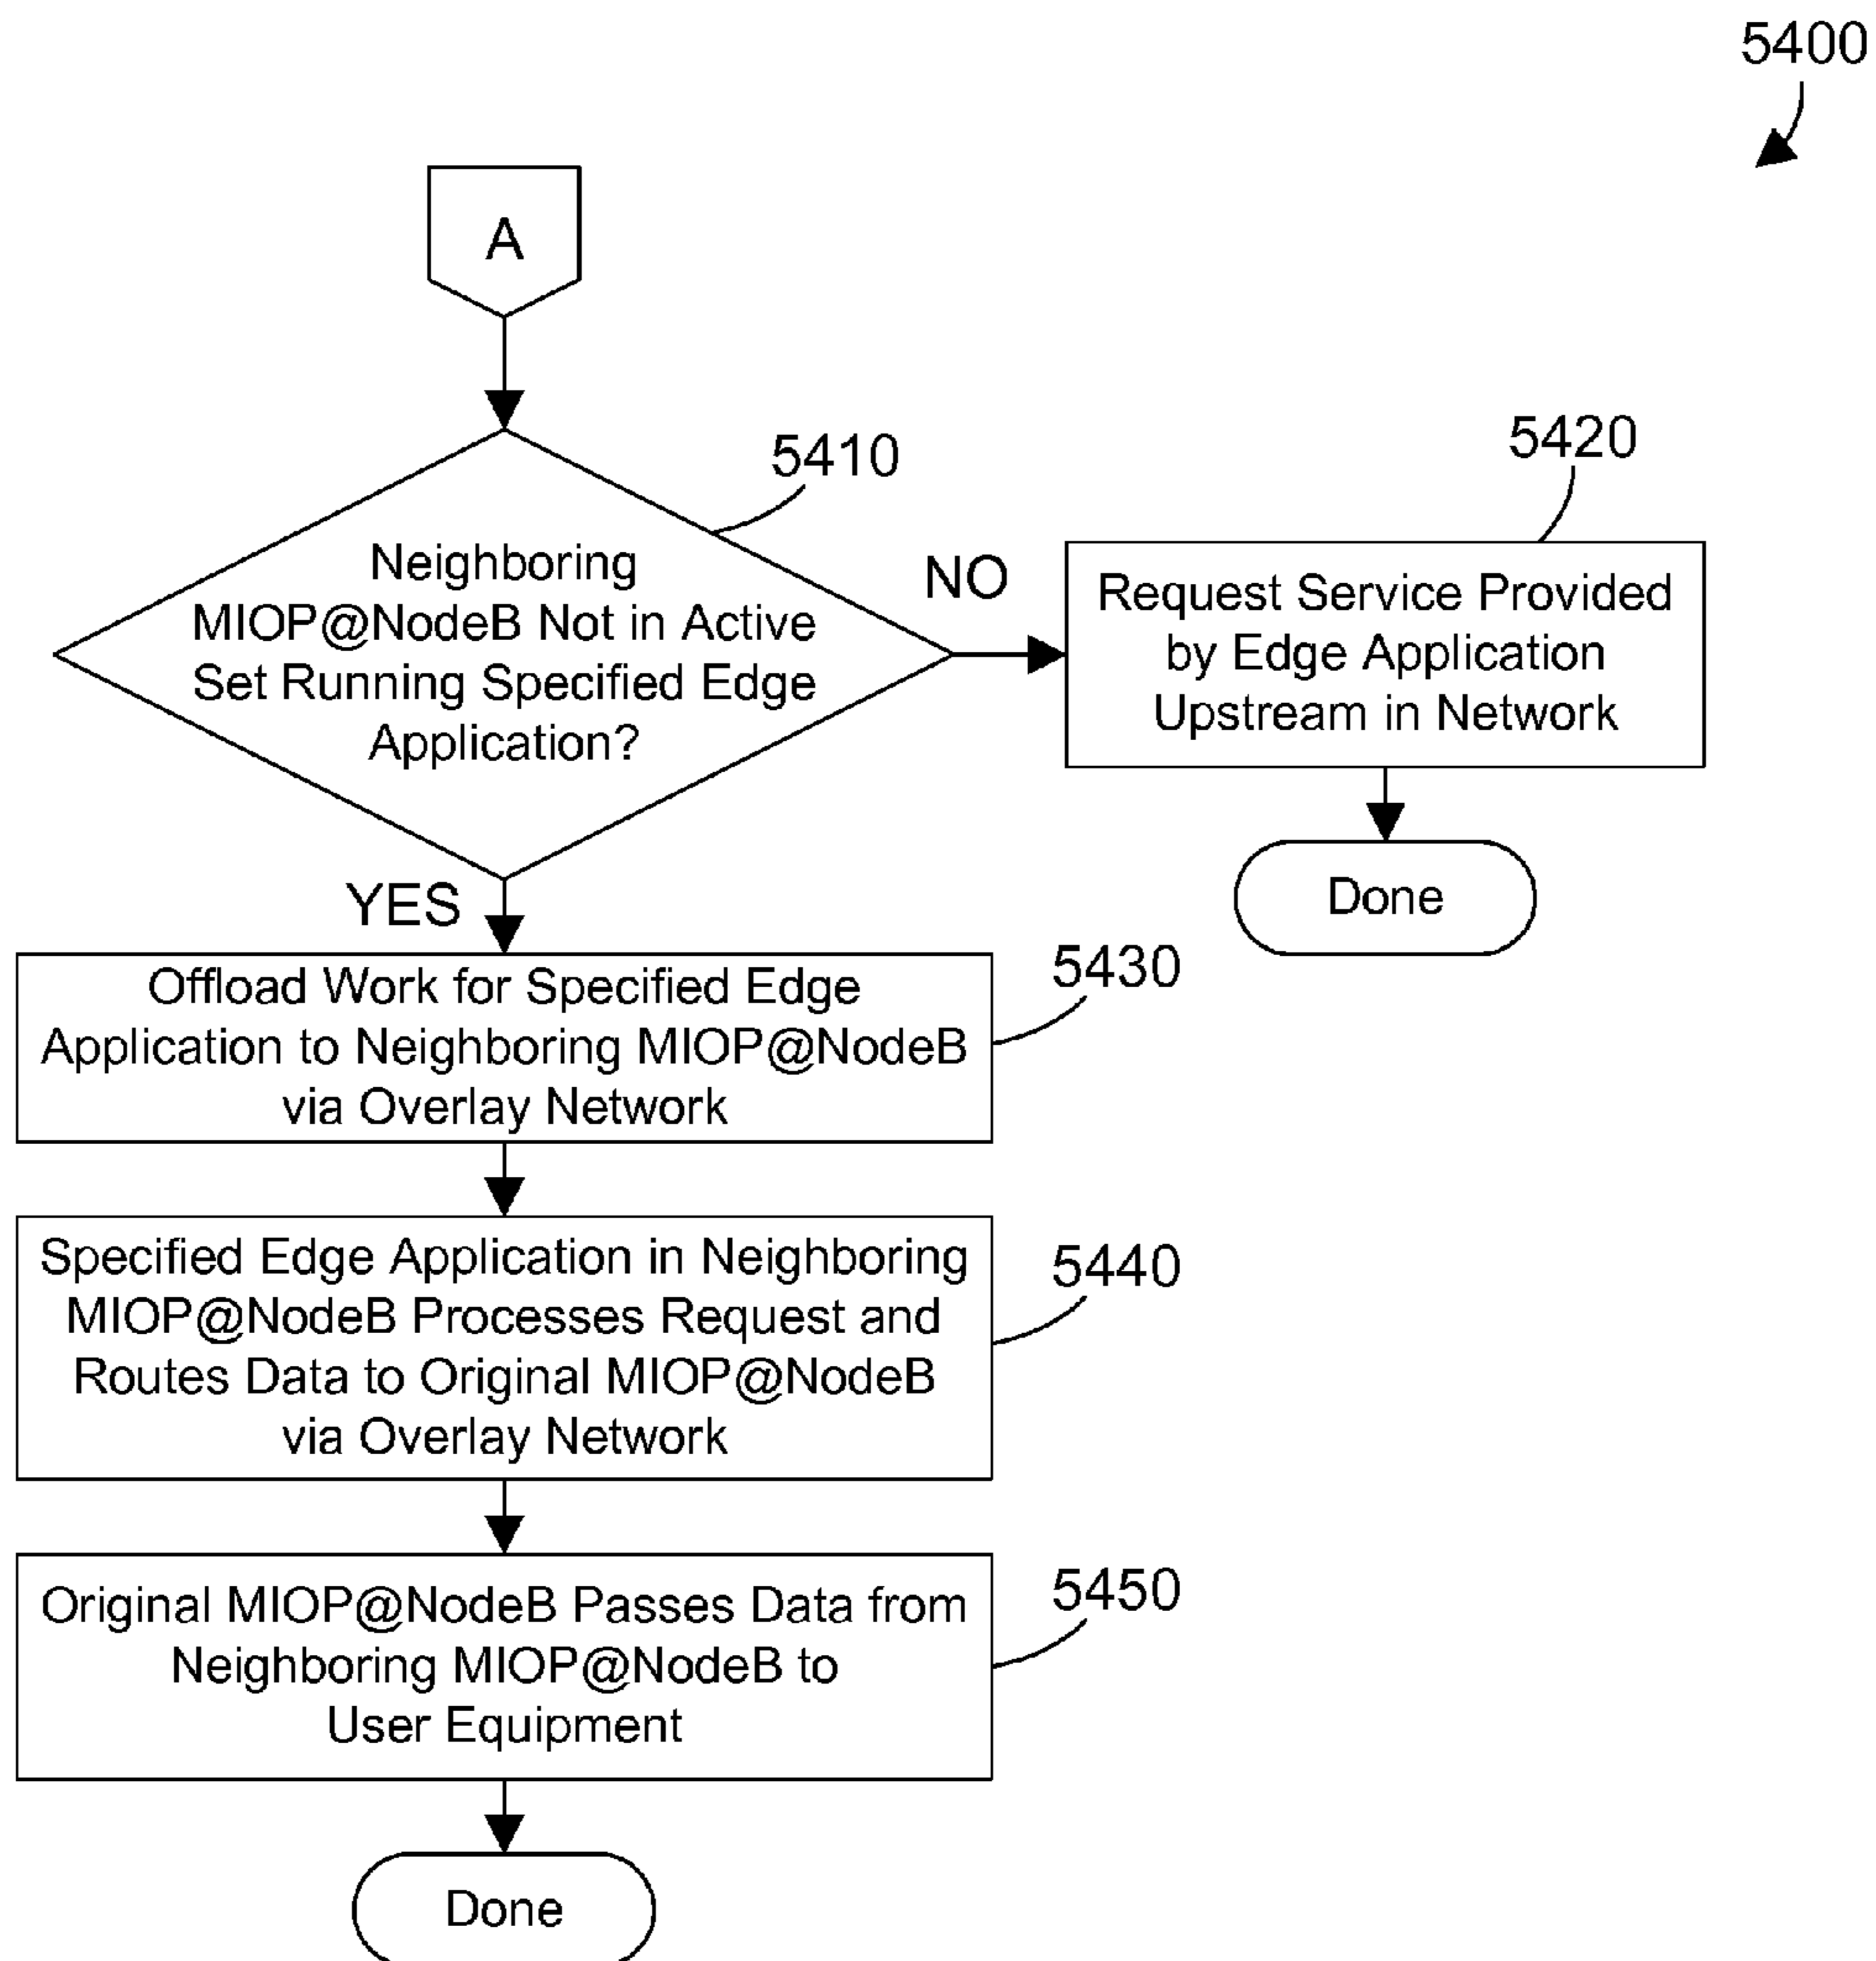 5400
A
5410
Neighboring
MIOP@NodeB Not in Active
Set Running Specified Edge
Application?
NO
5420
Request Service Provided
by Edge Application
Upstream in Network
Done
YES
5430
Offload Work for Specified Edge
Application to Neighboring MIOP@NodeB
via Overlay Network
5440
Specified Edge Application in Neighboring
MIOP@NodeB Processes Request and
Routes Data to Original MIOP@NodeB
via Overlay Network
5450
Original MIOP@NodeB Passes Data from
Neighboring MIOP@NodeB to
User Equipment
Done